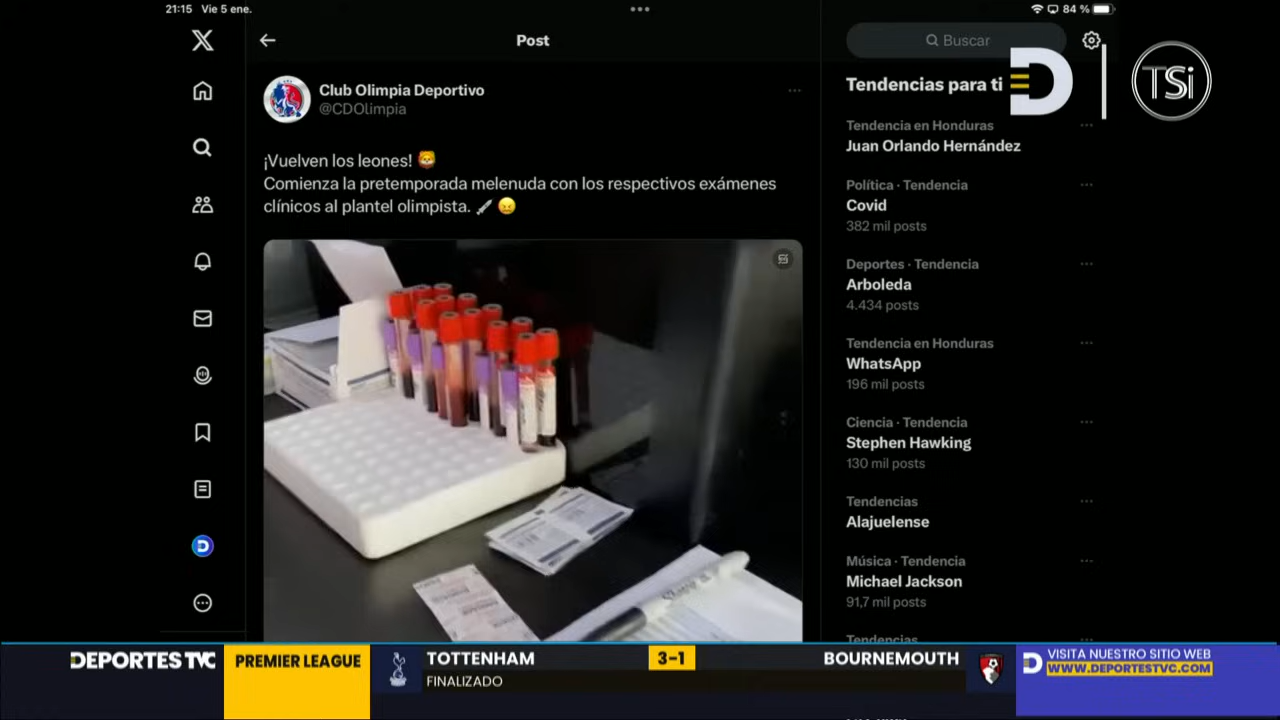 21:15 Vie 5 ene.
84 %
Post
Buscar
Club Olimpia Deportivo
@CDOlimpia
¡Vuelven los leones! 🦁
Comienza la pretemporada melenuda con los respectivos exámenes
clínicos al plantel olimpista.
Tendencias para ti
D
TSi
Tendencia en Honduras
Juan Orlando Hernández
Política · Tendencia
Covid
382 mil posts
Deportes · Tendencia
Arboleda
4.434 posts
Tendencia en Honduras
WhatsApp
196 mil posts
Ciencia · Tendencia
Stephen Hawking
130 mil posts
Tendencias
Alajuelense
Música · Tendencia
Michael Jackson
91,7 mil posts
Tendencias
DEPORTES TVC
PREMIER LEAGUE
TOTTENHAM
3-1
BOURNEMOUTH
FINALIZADO
VISITA NUESTRO SITIO WEB
WWW.DEPORTESTVC.COM